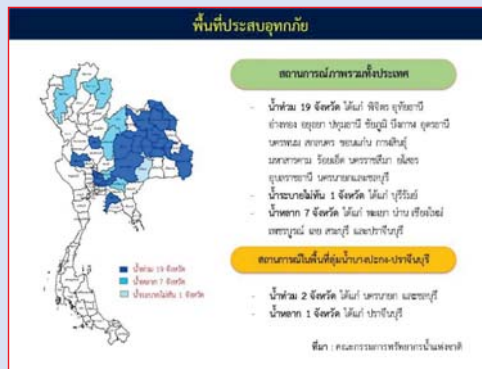 พื้นที่ประสบอุทกภัย
สถานการณ์ภาพรวมทั้งประเทศ
- น้ำท่วม 19 จังหวัด ได้แก่ พิจิตร อุทัยธานี
อ่างทอง อยุธยา ปทุมธานี ชัยภูมิ บึงกาฬ อุดรธานี
นครพนม สกลนคร ขอนแก่น กาฬสินธุ์
มหาสารคาม ร้อยเอ็ด นครราชสีมา ยโสธร
อุบลราชธานี นครนายกและชลบุรี
- น้ำระบายไม่ทัน 1 จังหวัด ได้แก่ บุรีรัมย์
- น้ำหลาก 7 จังหวัด ได้แก่ พะเยา น่าน เชียงใหม่
เพชรบูรณ์ เลย สระบุรี และปราจีนบุรี
น้ำท่วม 19 จังหวัด
น้ำหลาก 7 จังหวัด
น้ำระบายไม่ทัน 1 จังหวัด
สถานการณ์ในพื้นที่ลุ่มน้ำบางปะกง-ปราจีนบุรี
- น้ำท่วม 2 จังหวัด ได้แก่ นครนายก และชลบุรี
- น้ำหลาก 1 จังหวัด ได้แก่ ปราจีนบุรี
ที่มา : คณะกรรมการทรัพยากรน้ำแห่งชาติ